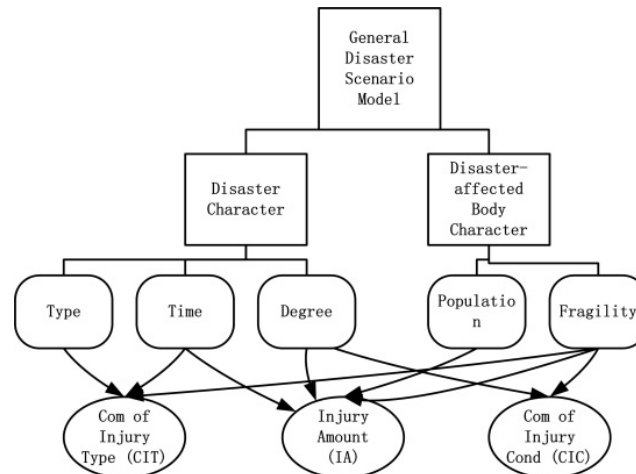 General
Disaster
Scenario
Model
Disaster
Character
Disaster-
affected
Body
Character
Type
Time
Degree
Populatio
n
Fragility
Com of
Injury
Type (CIT)
Injury
Amount
(IA)
Com of
Injury
Cond (CIC)